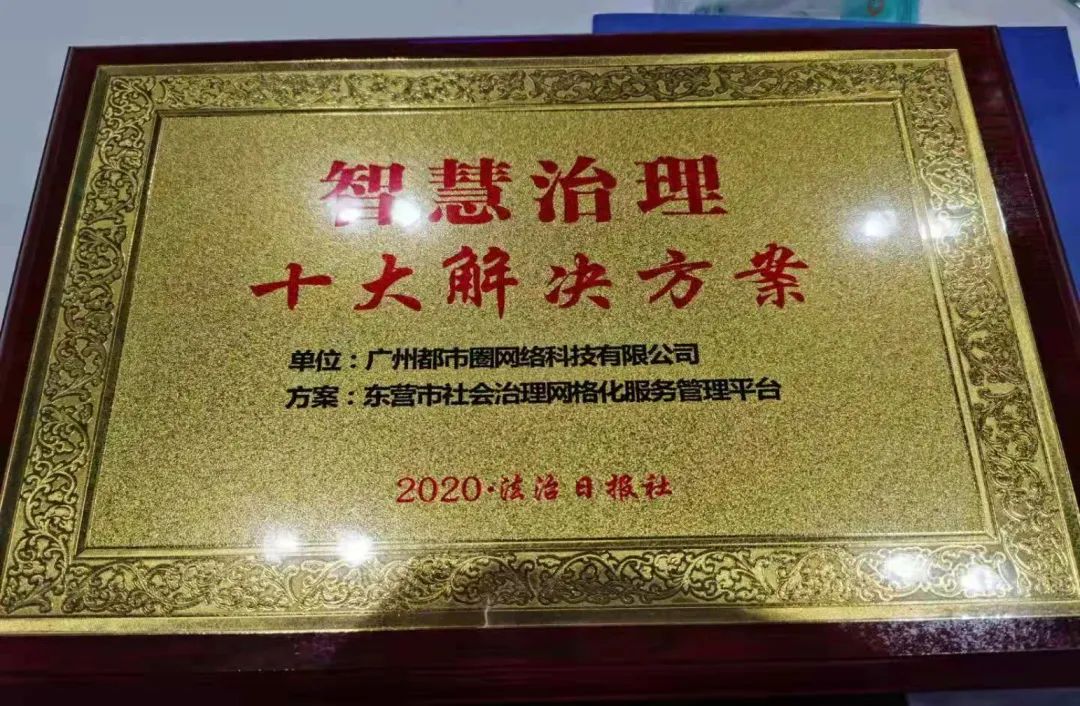 智慧治理
十大解决方案
单位：广州都市圈网络科技有限公司
方案：东营市社会治理网格化服务管理平台
2020·法治日报社